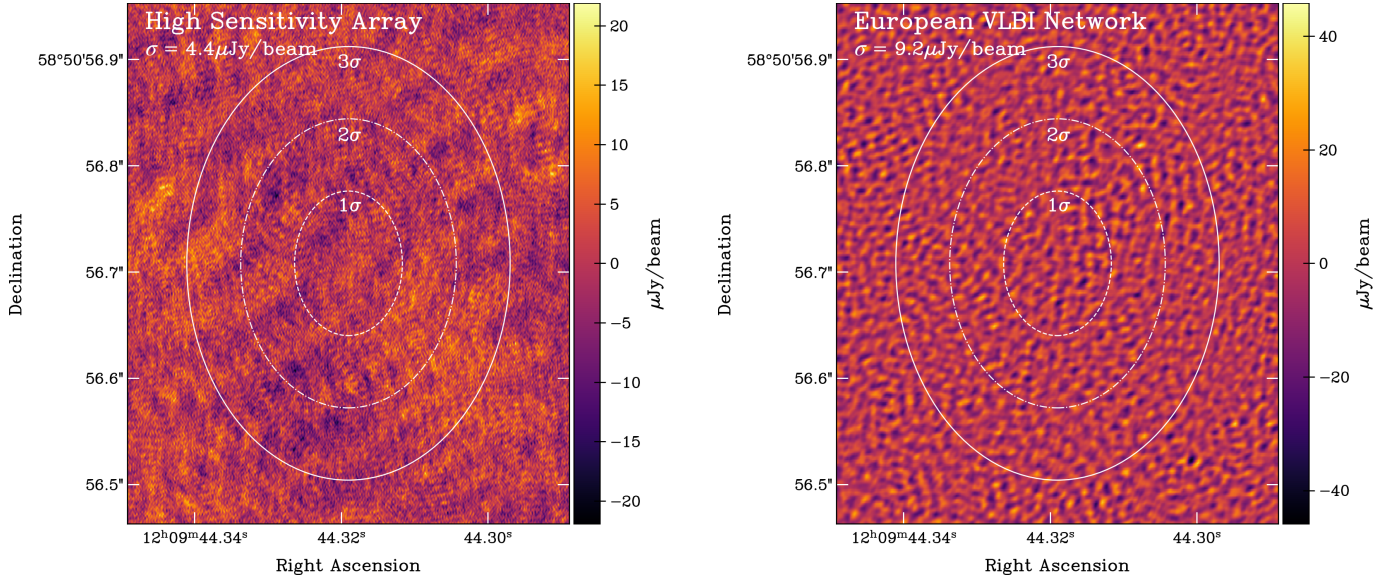 High Sensitivity Array
σ = 4.4μJy/beam
3σ
2σ
1σ
58°50'56.9"
56.8"
56.7"
56.6"
56.5"
Declination
12ʰ09ᵐ44.34ˢ
44.32ˢ
44.30ˢ
Right Ascension
20
15
10
5
0
−5
−10
−15
−20
μJy/beam
European VLBI Network
σ = 9.2μJy/beam
3σ
2σ
1σ
58°50'56.9"
56.8"
56.7"
56.6"
56.5"
Declination
12ʰ09ᵐ44.34ˢ
44.32ˢ
44.30ˢ
Right Ascension
40
20
0
−20
−40
μJy/beam